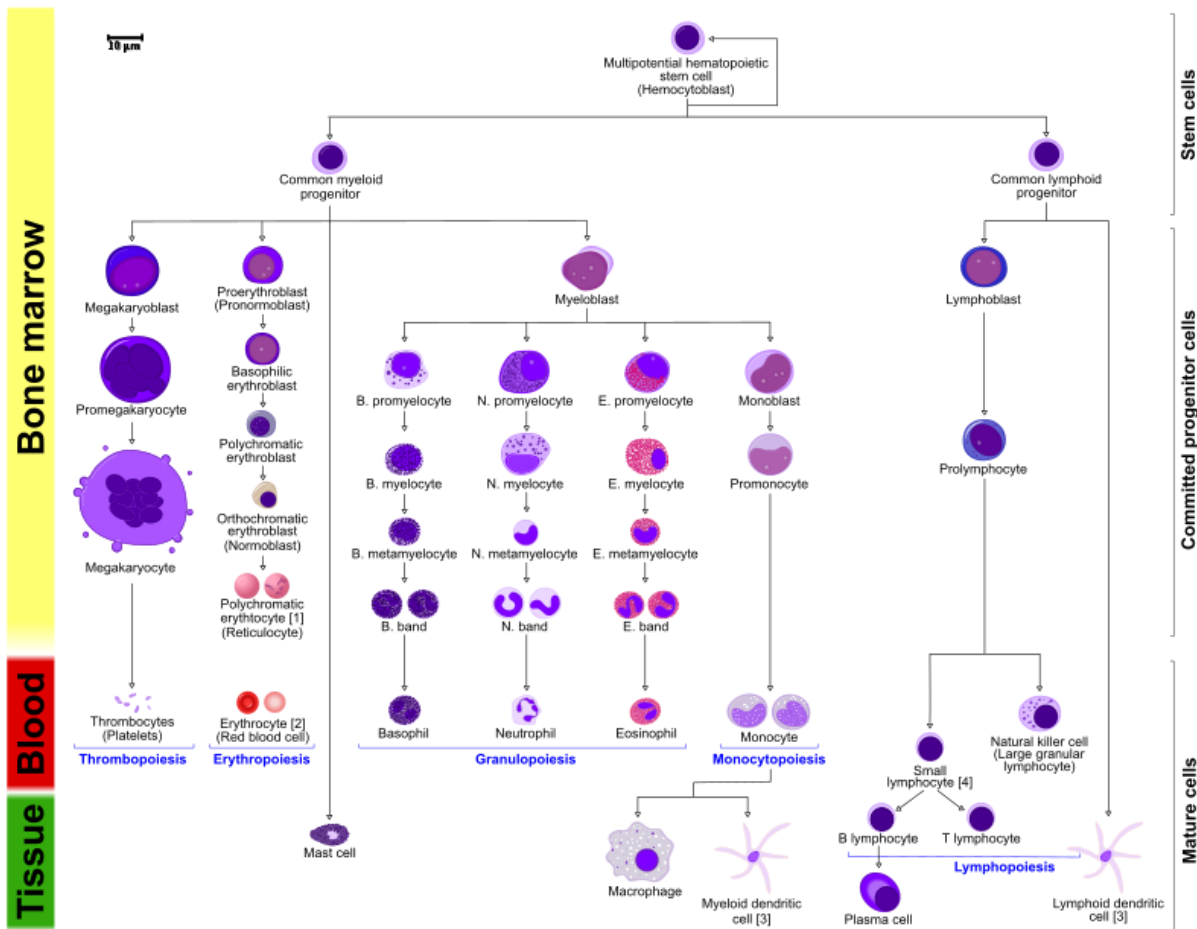 10 μm
Multipotential hematopoietic
stem cell
(Hemocytoblast)
Common myeloid
progenitor
Common lymphoid
progenitor
Stem cells
Bone marrow
Megakaryoblast
Proerythroblast
(Pronormoblast)
Myeloblast
Lymphoblast
Basophilic
erythroblast
Promegakaryocyte
B. promyelocyte
N. promyelocyte
E. promyelocyte
Monoblast
Committed progenitor cells
Polychromatic
erythroblast
Prolymphocyte
B. myelocyte
N. myelocyte
E. myelocyte
Promonocyte
Orthochromatic
erythroblast
(Normoblast)
B. metamyelocyte
N. metamyelocyte
E. metamyelocyte
Megakaryocyte
Polychromatic
erythtocyte [1]
(Reticulocyte)
B. band
N. band
E. band
Blood
Thrombocytes
(Platelets)
Erythrocyte [2]
(Red blood cell)
Basophil
Neutrophil
Eosinophil
Monocyte
Natural killer cell
(Large granular
lymphocyte)
Thrombopoiesis
Erythropoiesis
Granulopoiesis
Monocytopoiesis
Small
lymphocyte [4]
Mature cells
Tissue
Mast cell
B lymphocyte
T lymphocyte
Lymphopoiesis
Macrophage
Myeloid dendritic
cell [3]
Plasma cell
Lymphoid dendritic
cell [3]